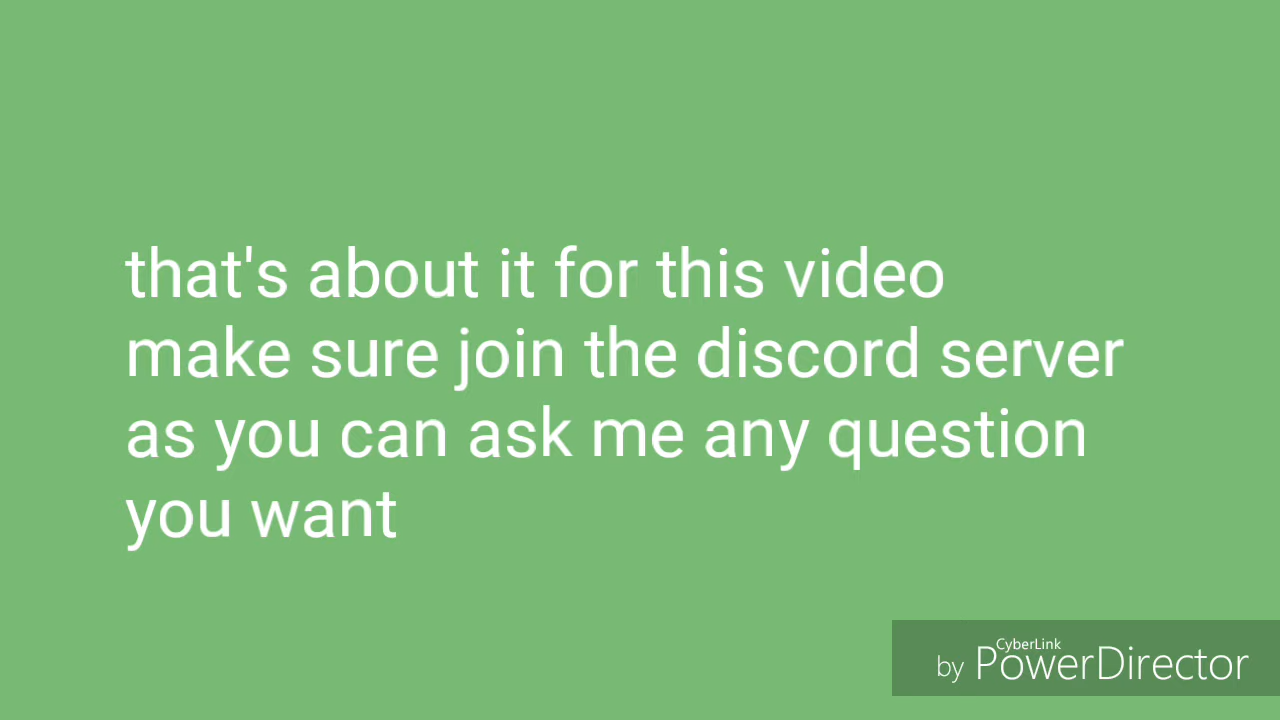 that's about it for this video
make sure join the discord server
as you can ask me any question
you want
CyberLink
by PowerDirector